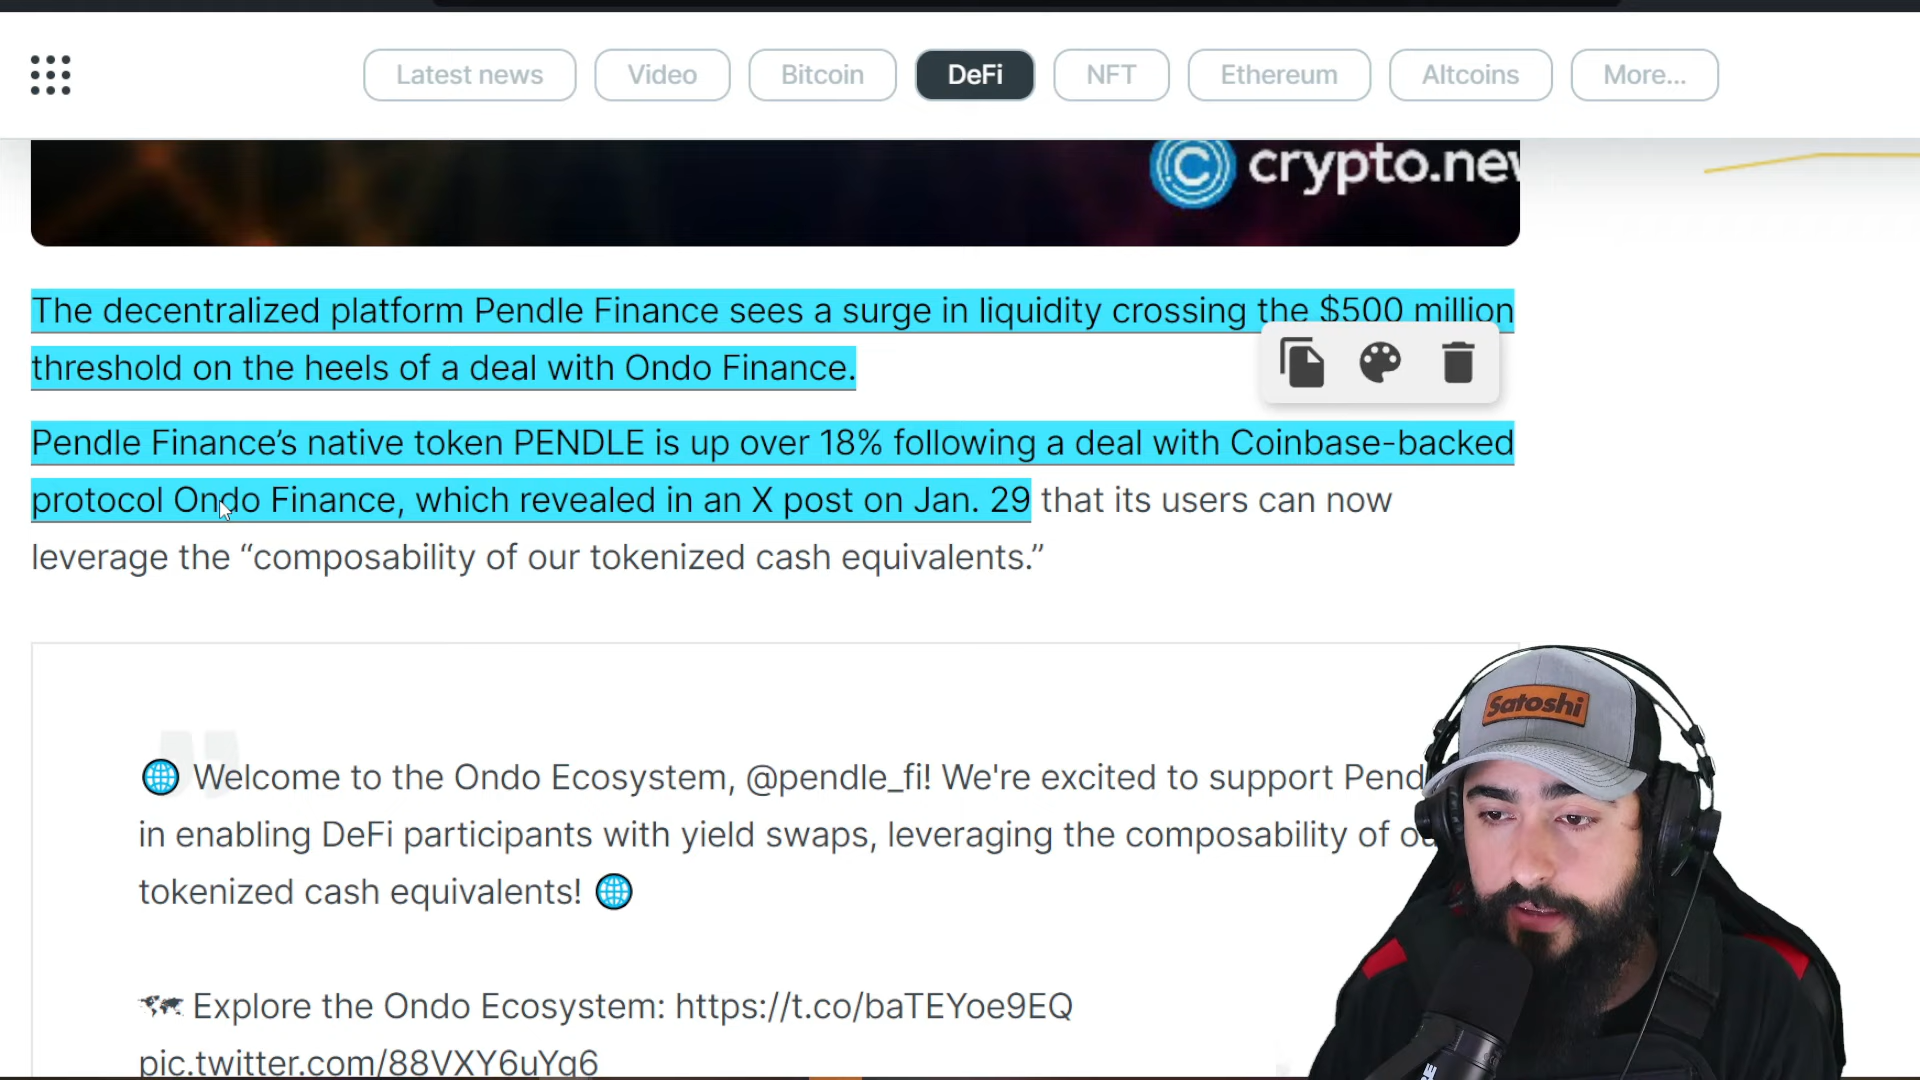 Latest news Video Bitcoin DeFi NFT Ethereum Altcoins More...
crypto.new
The decentralized platform Pendle Finance sees a surge in liquidity crossing the $500 million
threshold on the heels of a deal with Ondo Finance.
Pendle Finance’s native token PENDLE is up over 18% following a deal with Coinbase-backed
protocol Ondo Finance, which revealed in an X post on Jan. 29 that its users can now
leverage the “composability of our tokenized cash equivalents.”
🌐 Welcome to the Ondo Ecosystem, @pendle_fi! We're excited to support Pend
in enabling DeFi participants with yield swaps, leveraging the composability of ou
tokenized cash equivalents! 🌐
🗺 Explore the Ondo Ecosystem: https://t.co/baTEYoe9EQ
pic.twitter.com/88VXY6uYg6
Satoshi